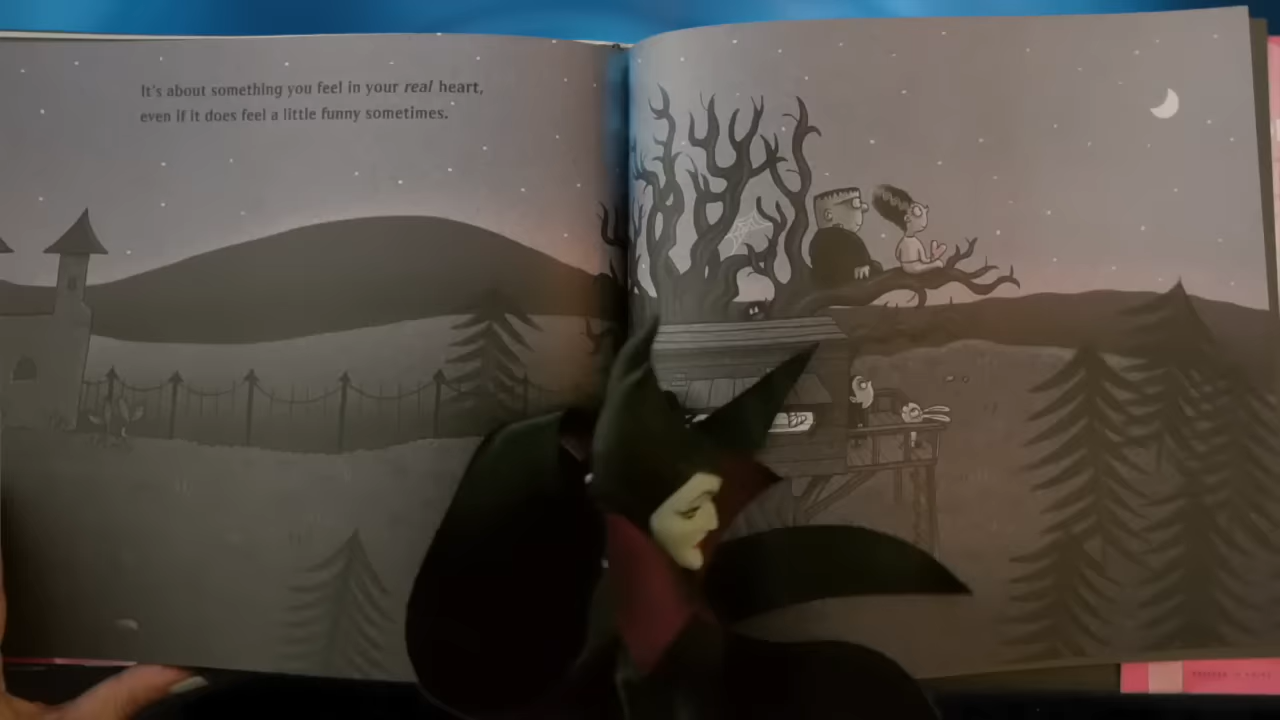 It's about something you feel in your real heart,
even if it does feel a little funny sometimes.